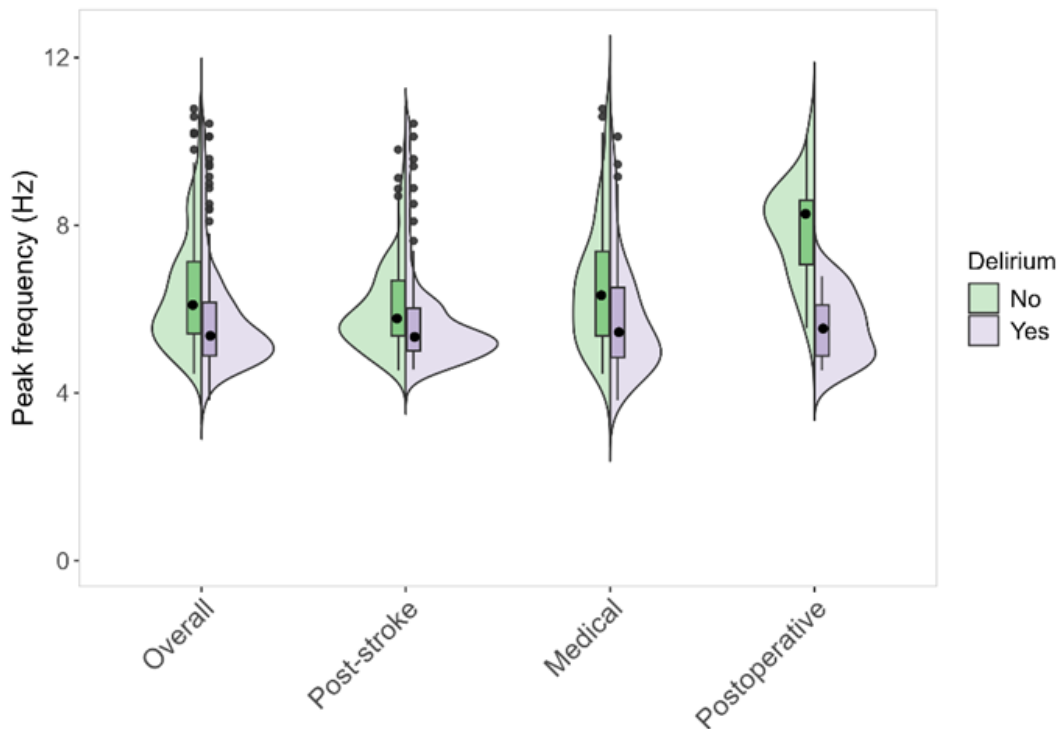 Peak frequency (Hz)
12
8
4
0
Overall
Post-stroke
Medical
Postoperative
Delirium
No
Yes